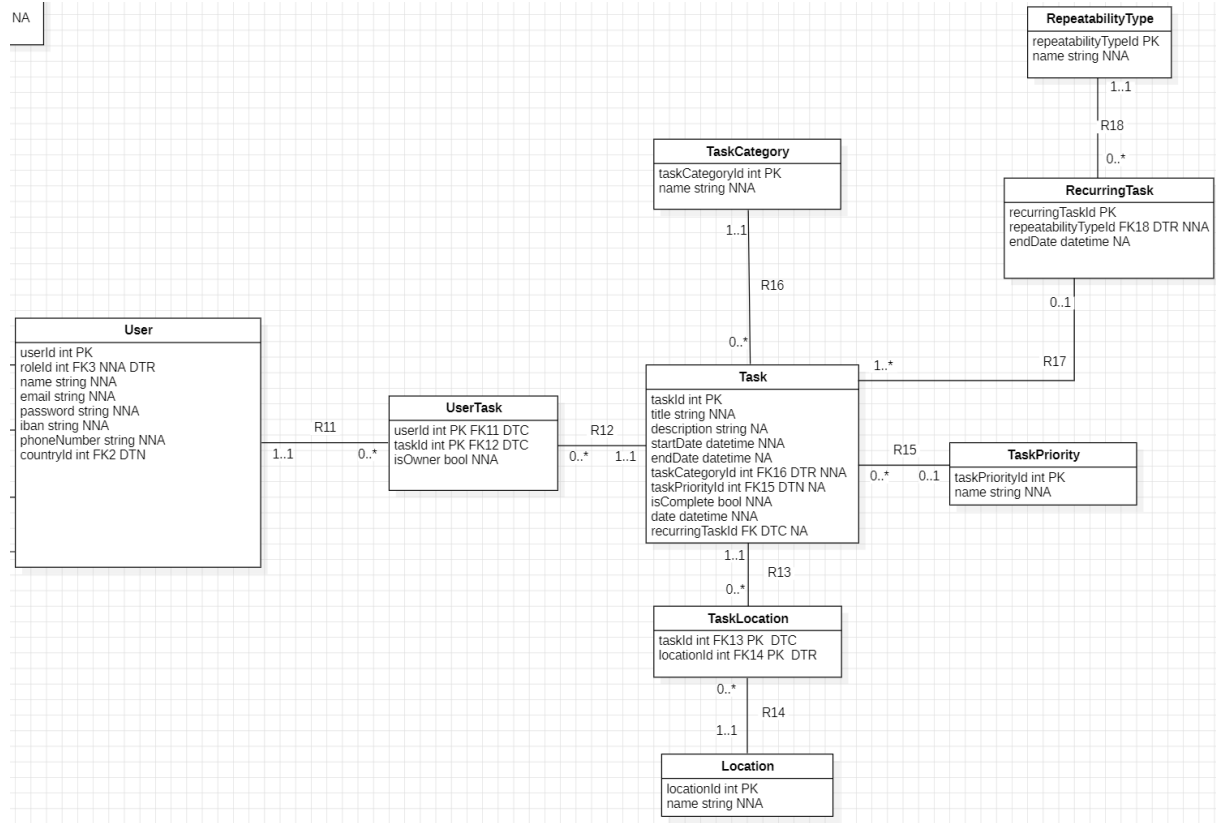 NA
RepeatabilityType
repeatabilityTypeId PK
name string NNA
1..1
R18
0..*
RecurringTask
recurringTaskId PK
repeatabilityTypeId FK18 DTR NNA
endDate datetime NA
0..1
R17
1..*
TaskCategory
taskCategoryId int PK
name string NNA
1..1
R16
0..*
User
userId int PK
roleId int FK3 NNA DTR
name string NNA
email string NNA
password string NNA
iban string NNA
phoneNumber string NNA
countryId int FK2 DTN
R11
1..1
0..*
UserTask
userId int PK FK11 DTC
taskId int PK FK12 DTC
isOwner bool NNA
R12
0..*
1..1
Task
taskId int PK
title string NNA
description string NA
startDate datetime NNA
endDate datetime NA
taskCategoryId int FK16 DTR NNA
taskPriorityId int FK15 DTN NA
isComplete bool NNA
date datetime NNA
recurringTaskId FK DTC NA
R15
0..*
0..1
TaskPriority
taskPriorityId int PK
name string NNA
1..1
R13
0..*
TaskLocation
taskId int FK13 PK  DTC
locationId int FK14 PK  DTR
0..*
R14
1..1
Location
locationId int PK
name string NNA